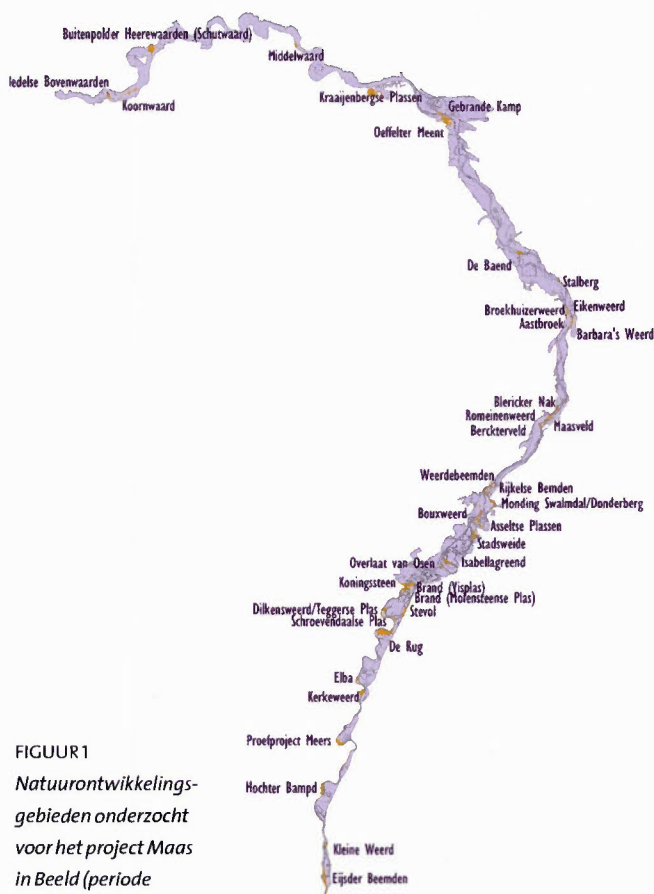 Buitenpolder Heerewaarden (Schutwaard)
Middelwaard
Iedelse Bovenwaarden
Koornwaard
Kraaijenbergse Plassen
Gebrande Kamp
Oeffelter Meent
De Baend
Stalberg
Broekhuizerweerd
Eikenweerd
Aastbroek
Barbara's Weerd
Blericker Nak
Romeinenweerd
Maasveld
Berckterveld
Weerdebeemden
Rijkelse Bemden
Monding Swalmdal/Donderberg
Bouxweerd
Asseltse Plassen
Stadsweide
Overlaat van Osen
Isabellagreend
Koningssteen
Brand (Visplas)
Brand (Molensteense Plas)
Dilkensweerd/Teggerse Plas
Stevol
Schroevendaalse Plas
De Rug
Elba
Kerkeweerd
Proefproject Meers
Hochter Bampd
Kleine Weerd
Eijsder Beemden
FIGUUR 1
Natuurontwikkelings-
gebieden onderzocht
voor het project Maas
in Beeld (periode